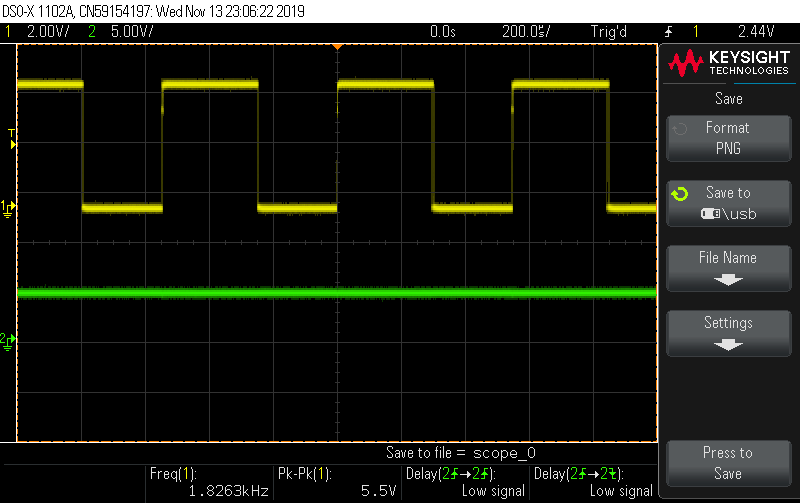 DSO-X 1102A, CN59154197: Wed Nov 13 23:06:22 2019
1 2.00V/ 2 5.00V/ 0.0s 200.0us/ Trig'd 1 2.44V
KEYSIGHT
TECHNOLOGIES
Save
Format
PNG
Save to
\usb
File Name
Settings
Press to
Save
T
1
2
Save to file = scope_0
Freq(1): Pk-Pk(1): Delay(2→2): Delay(2→2):
1.8263kHz 5.5V Low signal Low signal